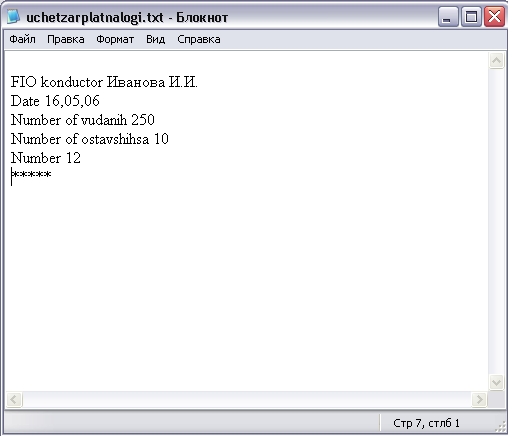 uchetzarplatnalogi.txt - Блокнот
Файл Правка Формат Вид Справка
FIO konductor Иванова И.И.
Date 16,05,06
Number of vudanih 250
Number of ostavshihsa 10
Number 12
*****
Стр 7, стлб 1